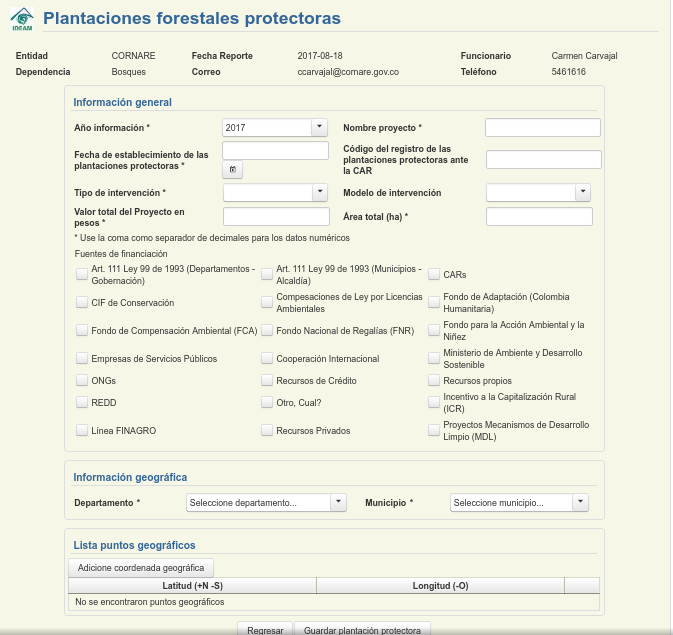 IDEAM
Plantaciones forestales protectoras
Entidad CORNARE Fecha Reporte 2017-08-18 Funcionario Carmen Carvajal
Dependencia Bosques Correo ccarvajal@cornare.gov.co Teléfono 5461616
Información general
Año información * 2017 Nombre proyecto *
Fecha de establecimiento de las
plantaciones protectoras *
Código del registro de las
plantaciones protectoras ante
la CAR
Tipo de intervención * Modelo de intervención
Valor total del Proyecto en
pesos *
Área total (ha) *
* Use la coma como separador de decimales para los datos numéricos
Fuentes de financiación
Art. 111 Ley 99 de 1993 (Departamentos -
Gobernación)
Art. 111 Ley 99 de 1993 (Municipios -
Alcaldía)
CARs
CIF de Conservación
Compesaciones de Ley por Licencias
Ambientales
Fondo de Adaptación (Colombia
Humanitaria)
Fondo de Compensación Ambiental (FCA)
Fondo Nacional de Regalías (FNR)
Fondo para la Acción Ambiental y la
Niñez
Empresas de Servicios Públicos
Cooperación Internacional
Ministerio de Ambiente y Desarrollo
Sostenible
ONGs
Recursos de Crédito
Recursos propios
REDD
Otro, Cual?
Incentivo a la Capitalización Rural
(ICR)
Línea FINAGRO
Recursos Privados
Proyectos Mecanismos de Desarrollo
Limpio (MDL)
Información geográfica
Departamento * Seleccione departamento... Municipio * Seleccione municipio...
Lista puntos geográficos
Adicione coordenada geográfica
Latitud (+N -S) Longitud (-O)
No se encontraron puntos geográficos
Regresar Guardar plantación protectora